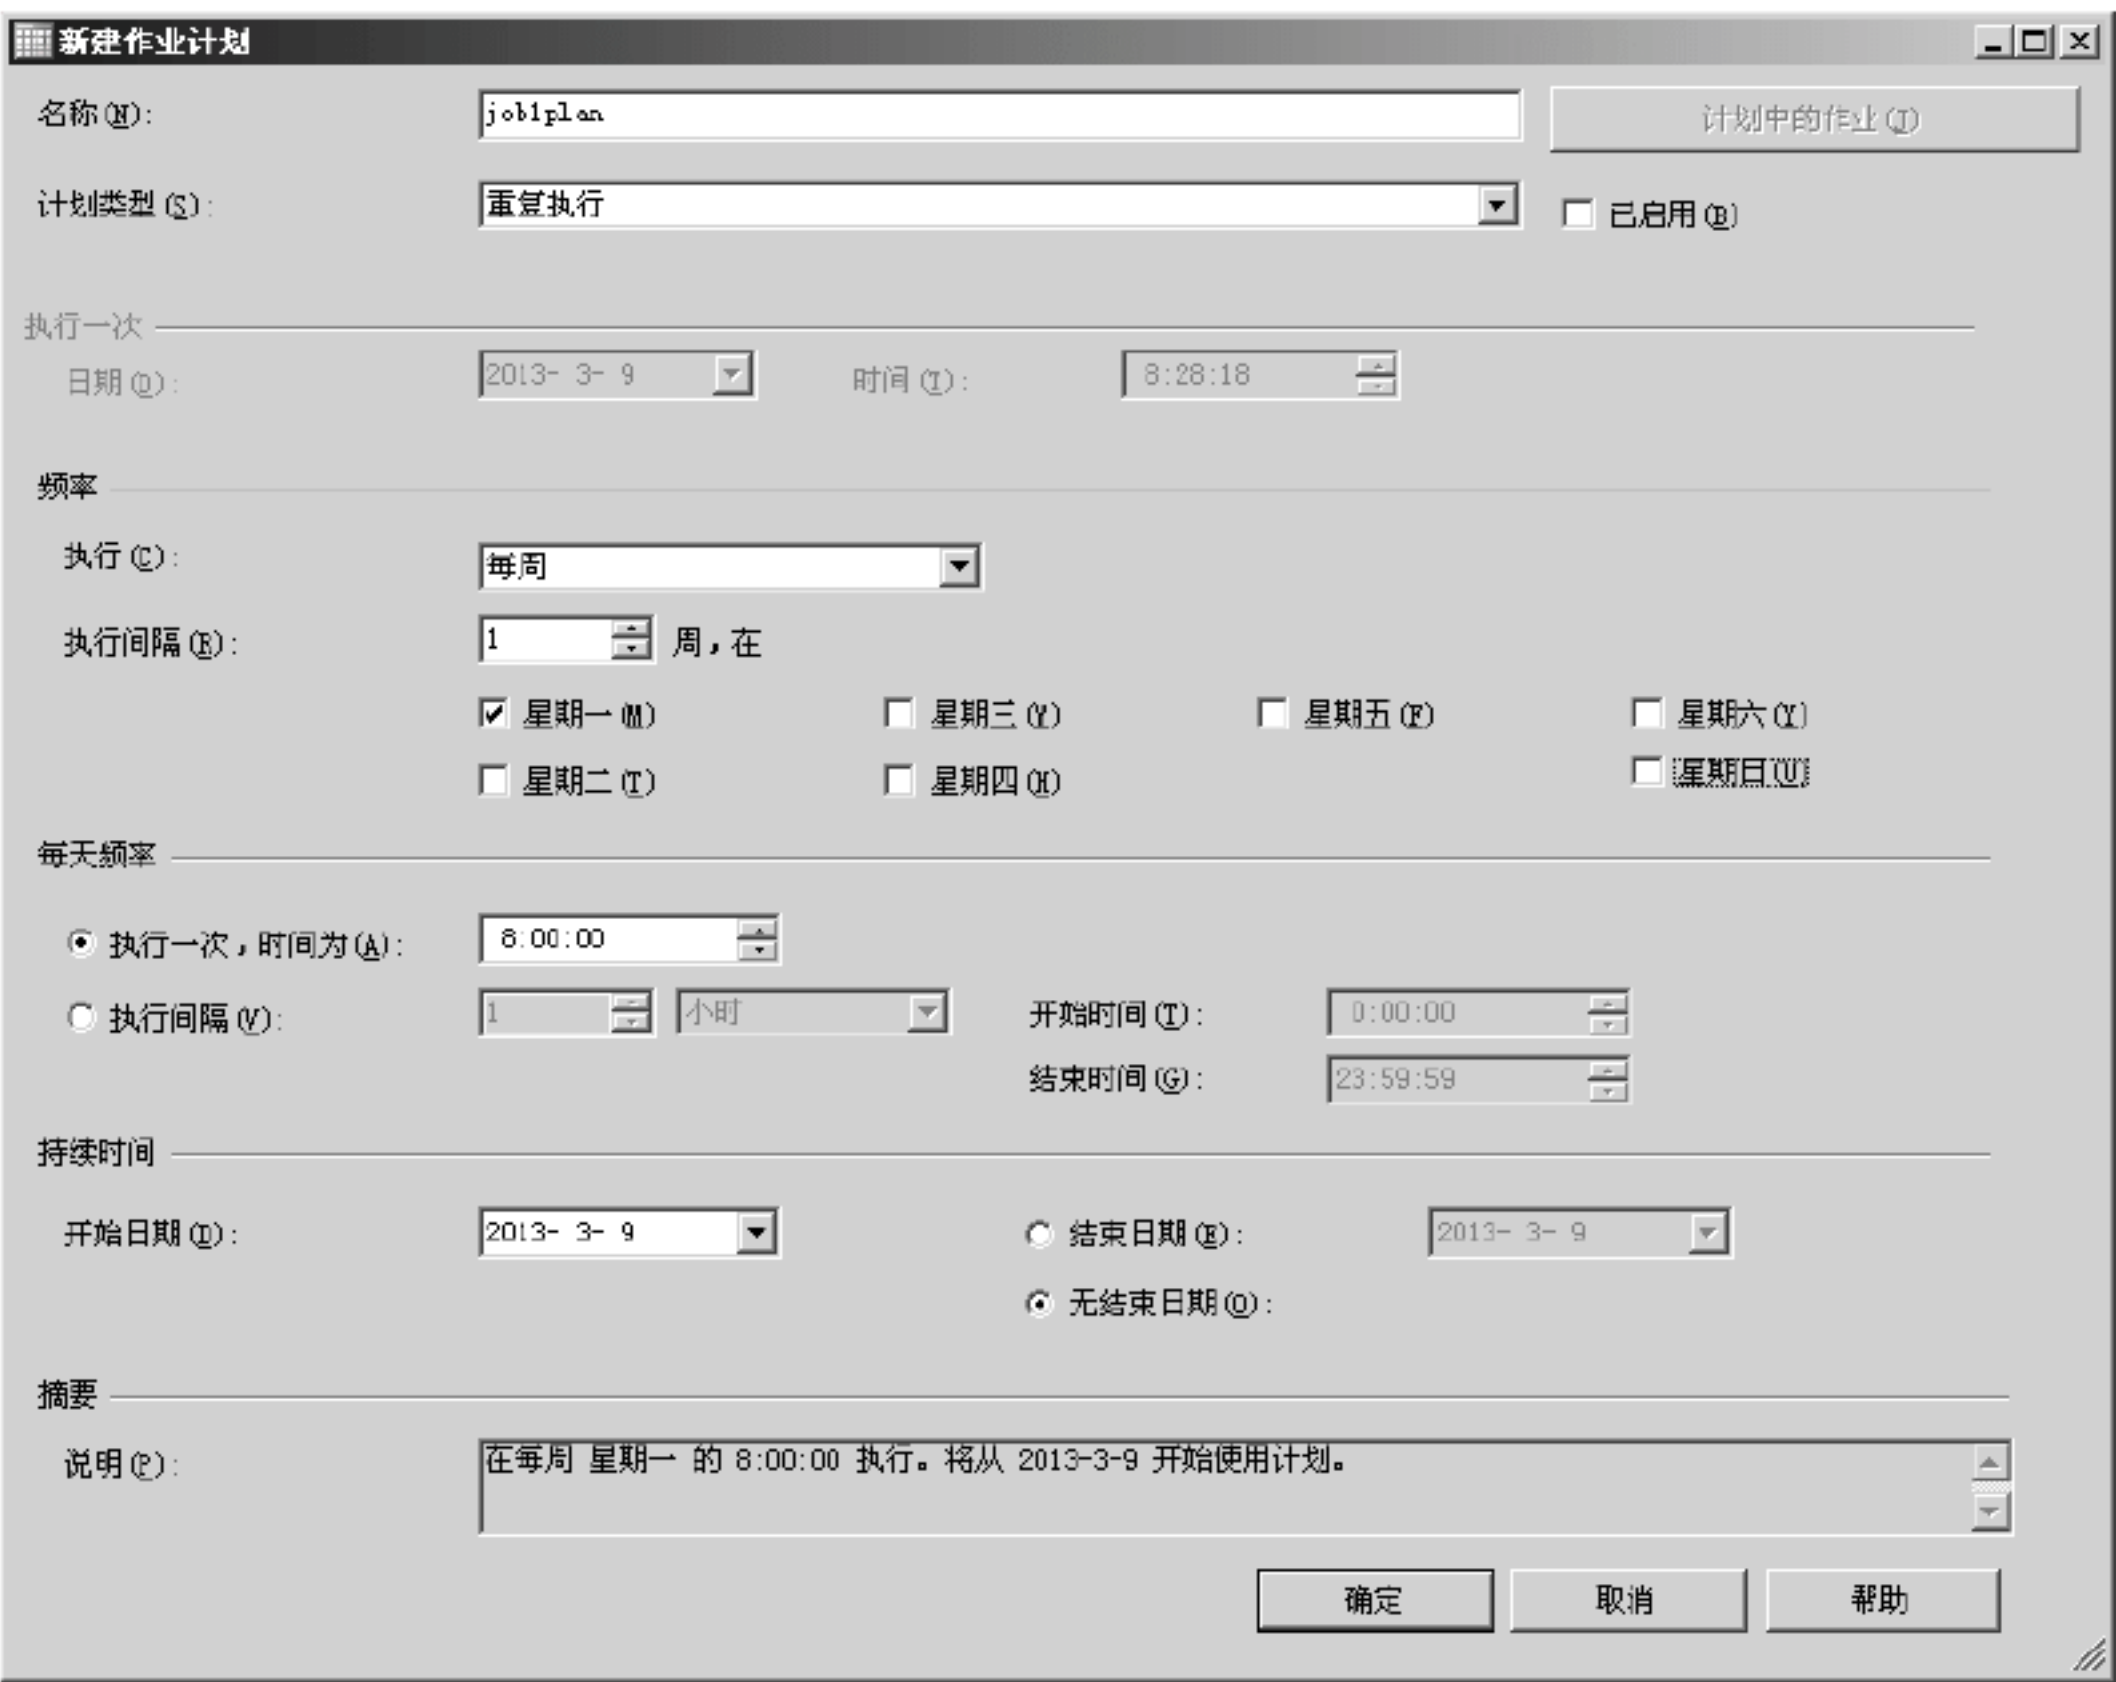 新建作业计划
名称(N): job1plan 计划中的作业(J)
计划类型(S): 重复执行 已启用(B)
执行一次
日期(D): 2013- 3- 9 时间(T): 8:28:18
频率
执行(C): 每周
执行间隔(R): 1 周，在
星期一(M) 星期三(W) 星期五(F) 星期六(Y)
星期二(T) 星期四(H) 星期日(U)
每天频率
执行一次，时间为(A): 8:00:00
执行间隔(V): 1 小时 开始时间(T): 0:00:00
结束时间(G): 23:59:59
持续时间
开始日期(D): 2013- 3- 9 结束日期(E): 2013- 3- 9
无结束日期(O):
摘要
说明(P): 在每周 星期一 的 8:00:00 执行。将从 2013-3-9 开始使用计划。
确定 取消 帮助